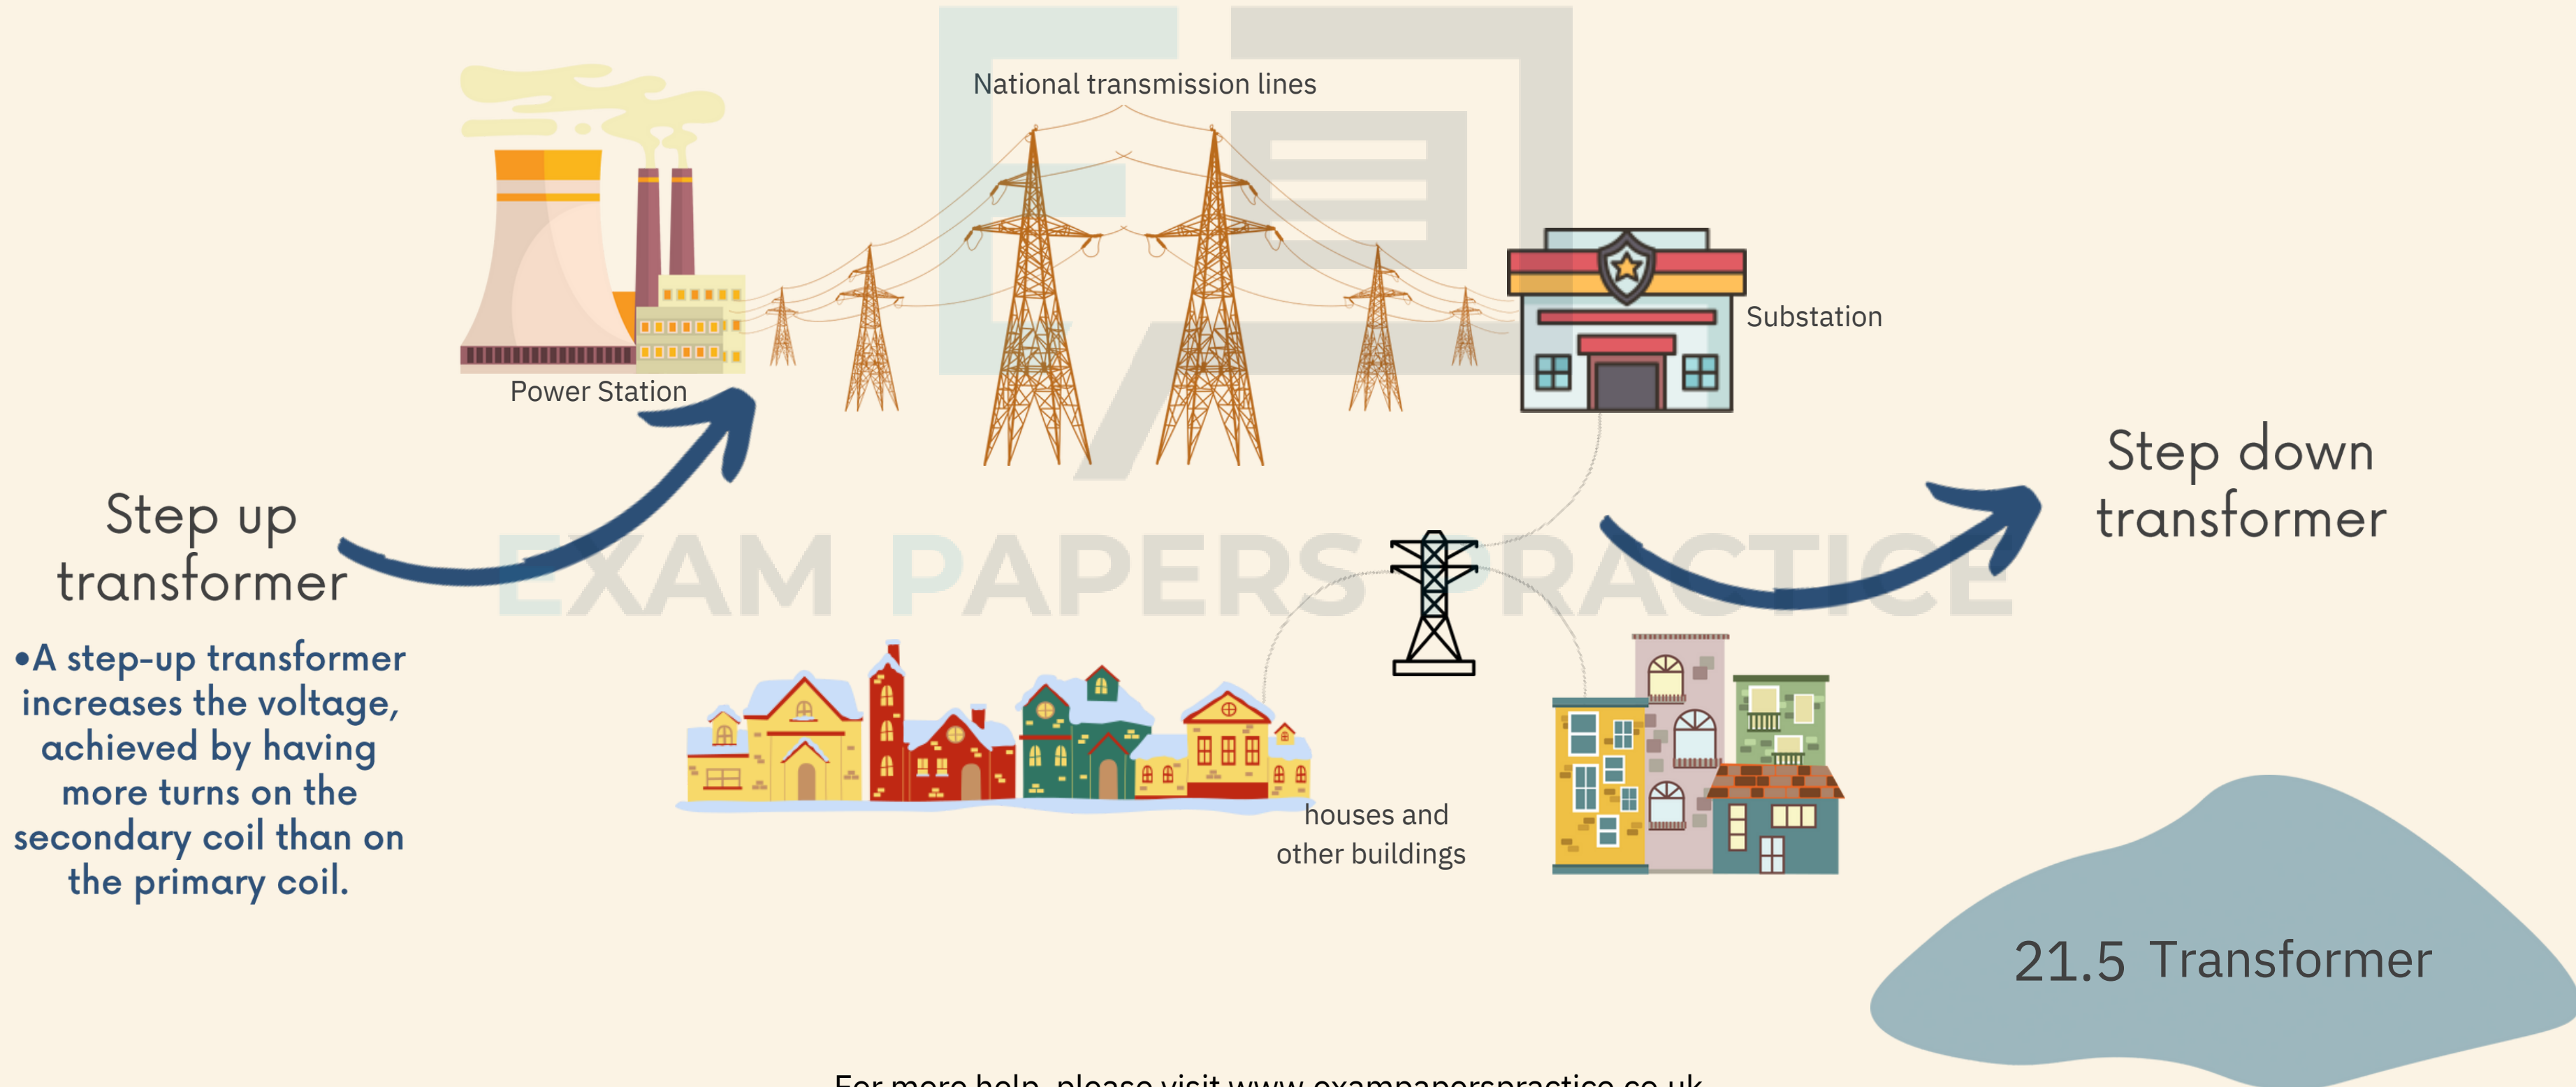 National transmission lines
Power Station
Substation
Step up
transformer
•A step-up transformer
increases the voltage,
achieved by having
more turns on the
secondary coil than on
the primary coil.
Step down
transformer
EXAM PAPERS PRACTICE
houses and
other buildings
21.5 Transformer
For more help, please visit www.exampaperspractice.co.uk